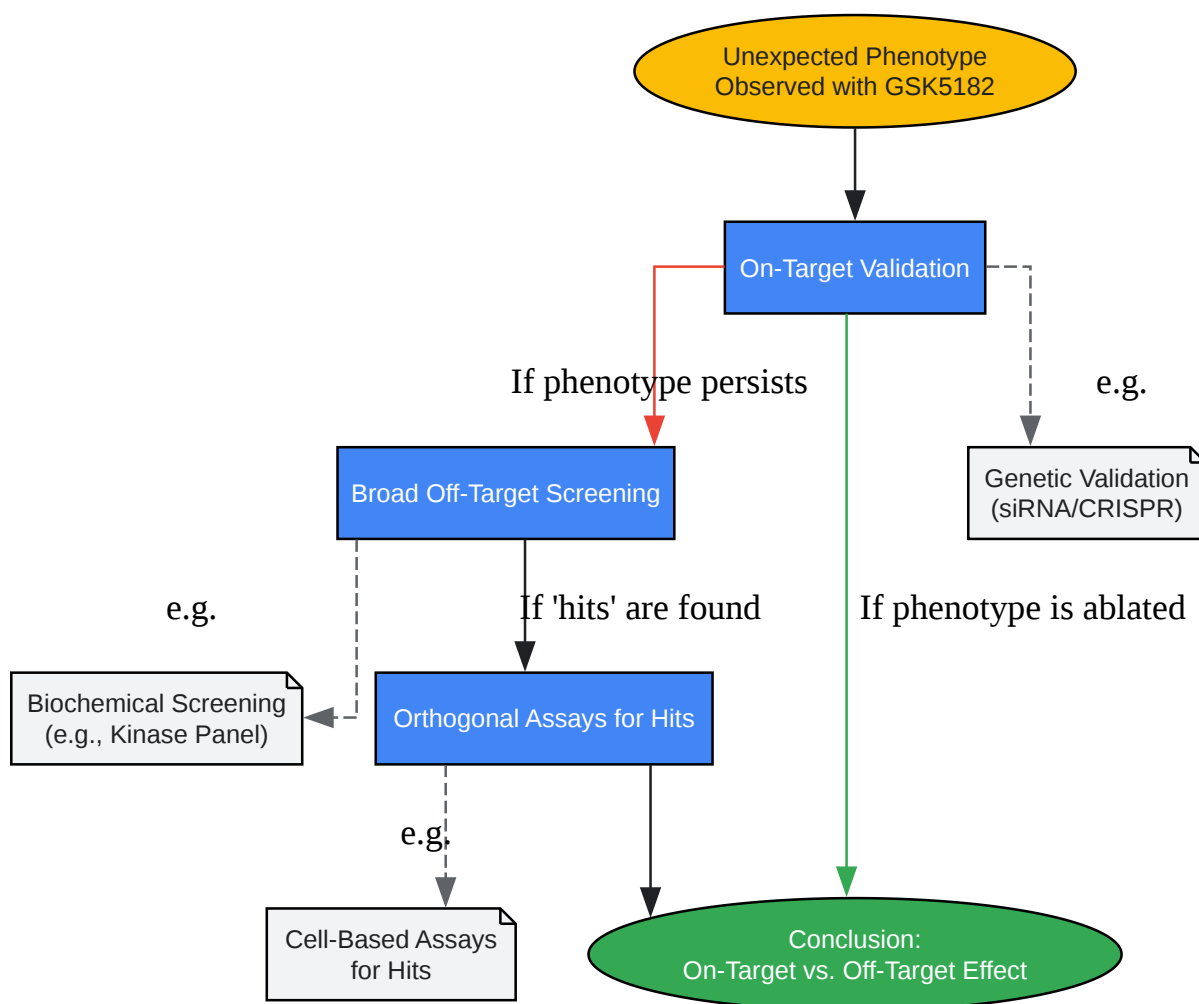 Unexpected Phenotype
Observed with GSK5182
On-Target Validation
If phenotype persists
e.g.
Broad Off-Target Screening
Genetic Validation
(siRNA/CRISPR)
e.g.
If 'hits' are found
If phenotype is ablated
Biochemical Screening
(e.g., Kinase Panel)
Orthogonal Assays for Hits
e.g.
Cell-Based Assays
for Hits
Conclusion:
On-Target vs. Off-Target Effect